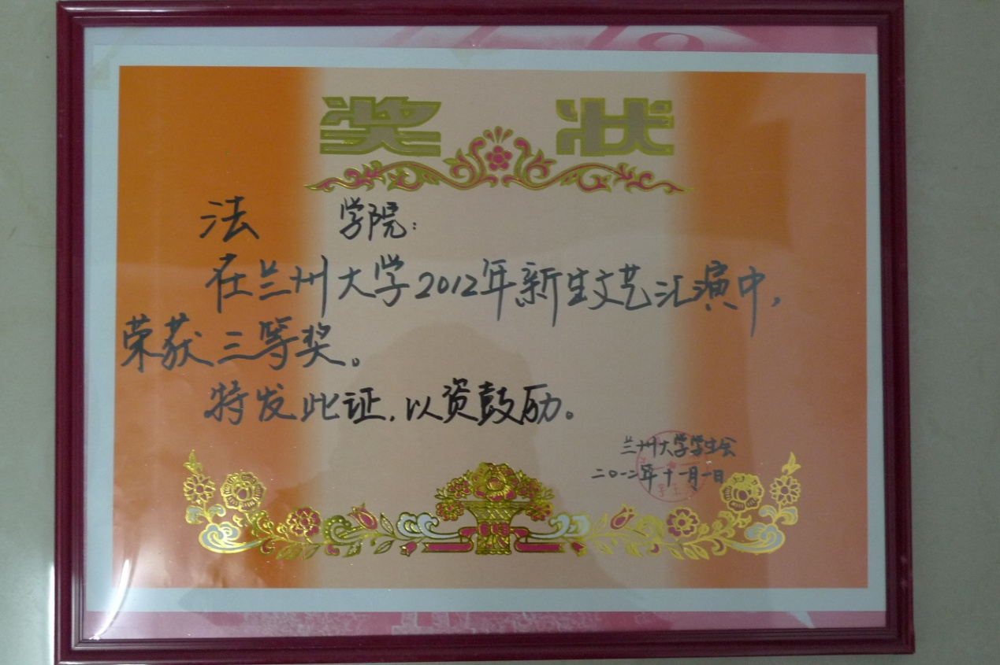 奖状
法 学院：
在兰州大学2012年新生文艺汇演中，
荣获三等奖。
特发此证，以资鼓励。
兰州大学学生会
二〇一二年十一月一日